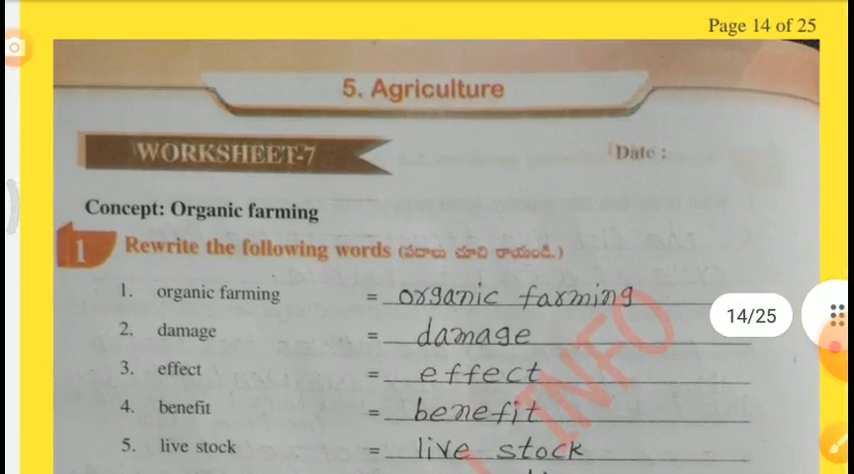 Page 14 of 25
5. Agriculture
WORKSHEET-7
Date :
Concept: Organic farming
1 Rewrite the following words (పదాలు చూచి రాయండి.)
1. organic farming = organic farming
2. damage = damage
14/25
3. effect = effect
4. benefit = benefit
5. live stock = live stock
INFO